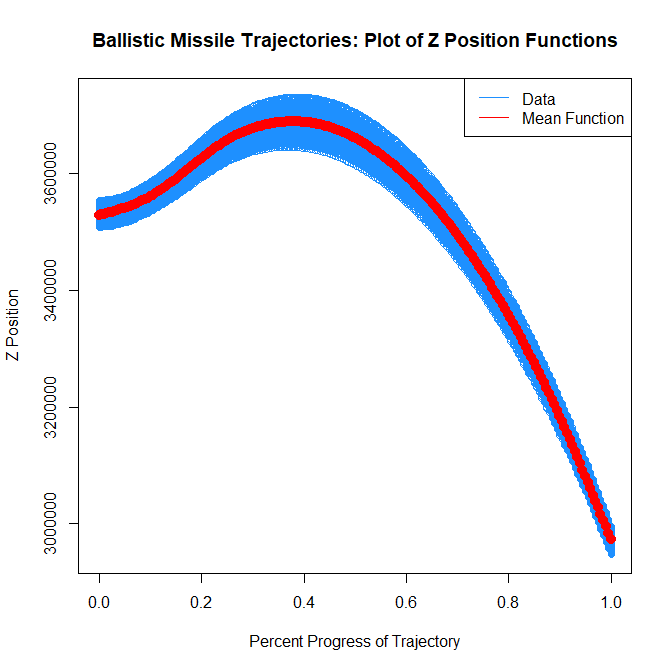 Ballistic Missile Trajectories: Plot of Z Position Functions
Data
Mean Function
Z Position
3600000
3400000
3200000
3000000
0.0 0.2 0.4 0.6 0.8 1.0
Percent Progress of Trajectory